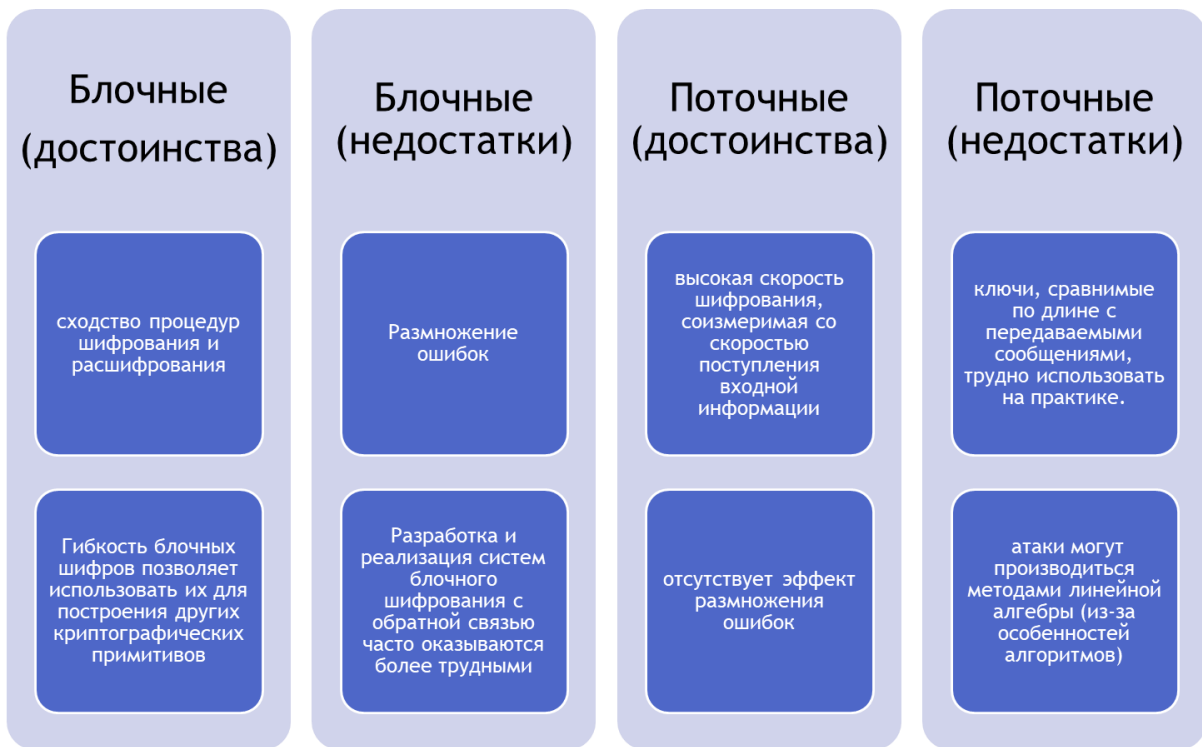 Блочные
(достоинства)
сходство процедур
шифрования и
расшифрования
Гибкость блочных
шифров позволяет
использовать их для
построения других
криптографических
примитивов
Блочные
(недостатки)
Размножение
ошибок
Разработка и
реализация систем
блочного
шифрования с
обратной связью
часто оказываются
более трудными
Поточные
(достоинства)
высокая скорость
шифрования,
соизмеримая со
скоростью
поступления
входной
информации
отсутствует эффект
размножения
ошибок
Поточные
(недостатки)
ключи, сравнимые
по длине с
передаваемыми
сообщениями,
трудно использовать
на практике.
атаки могут
производиться
методами линейной
алгебры (из-за
особенностей
алгоритмов)